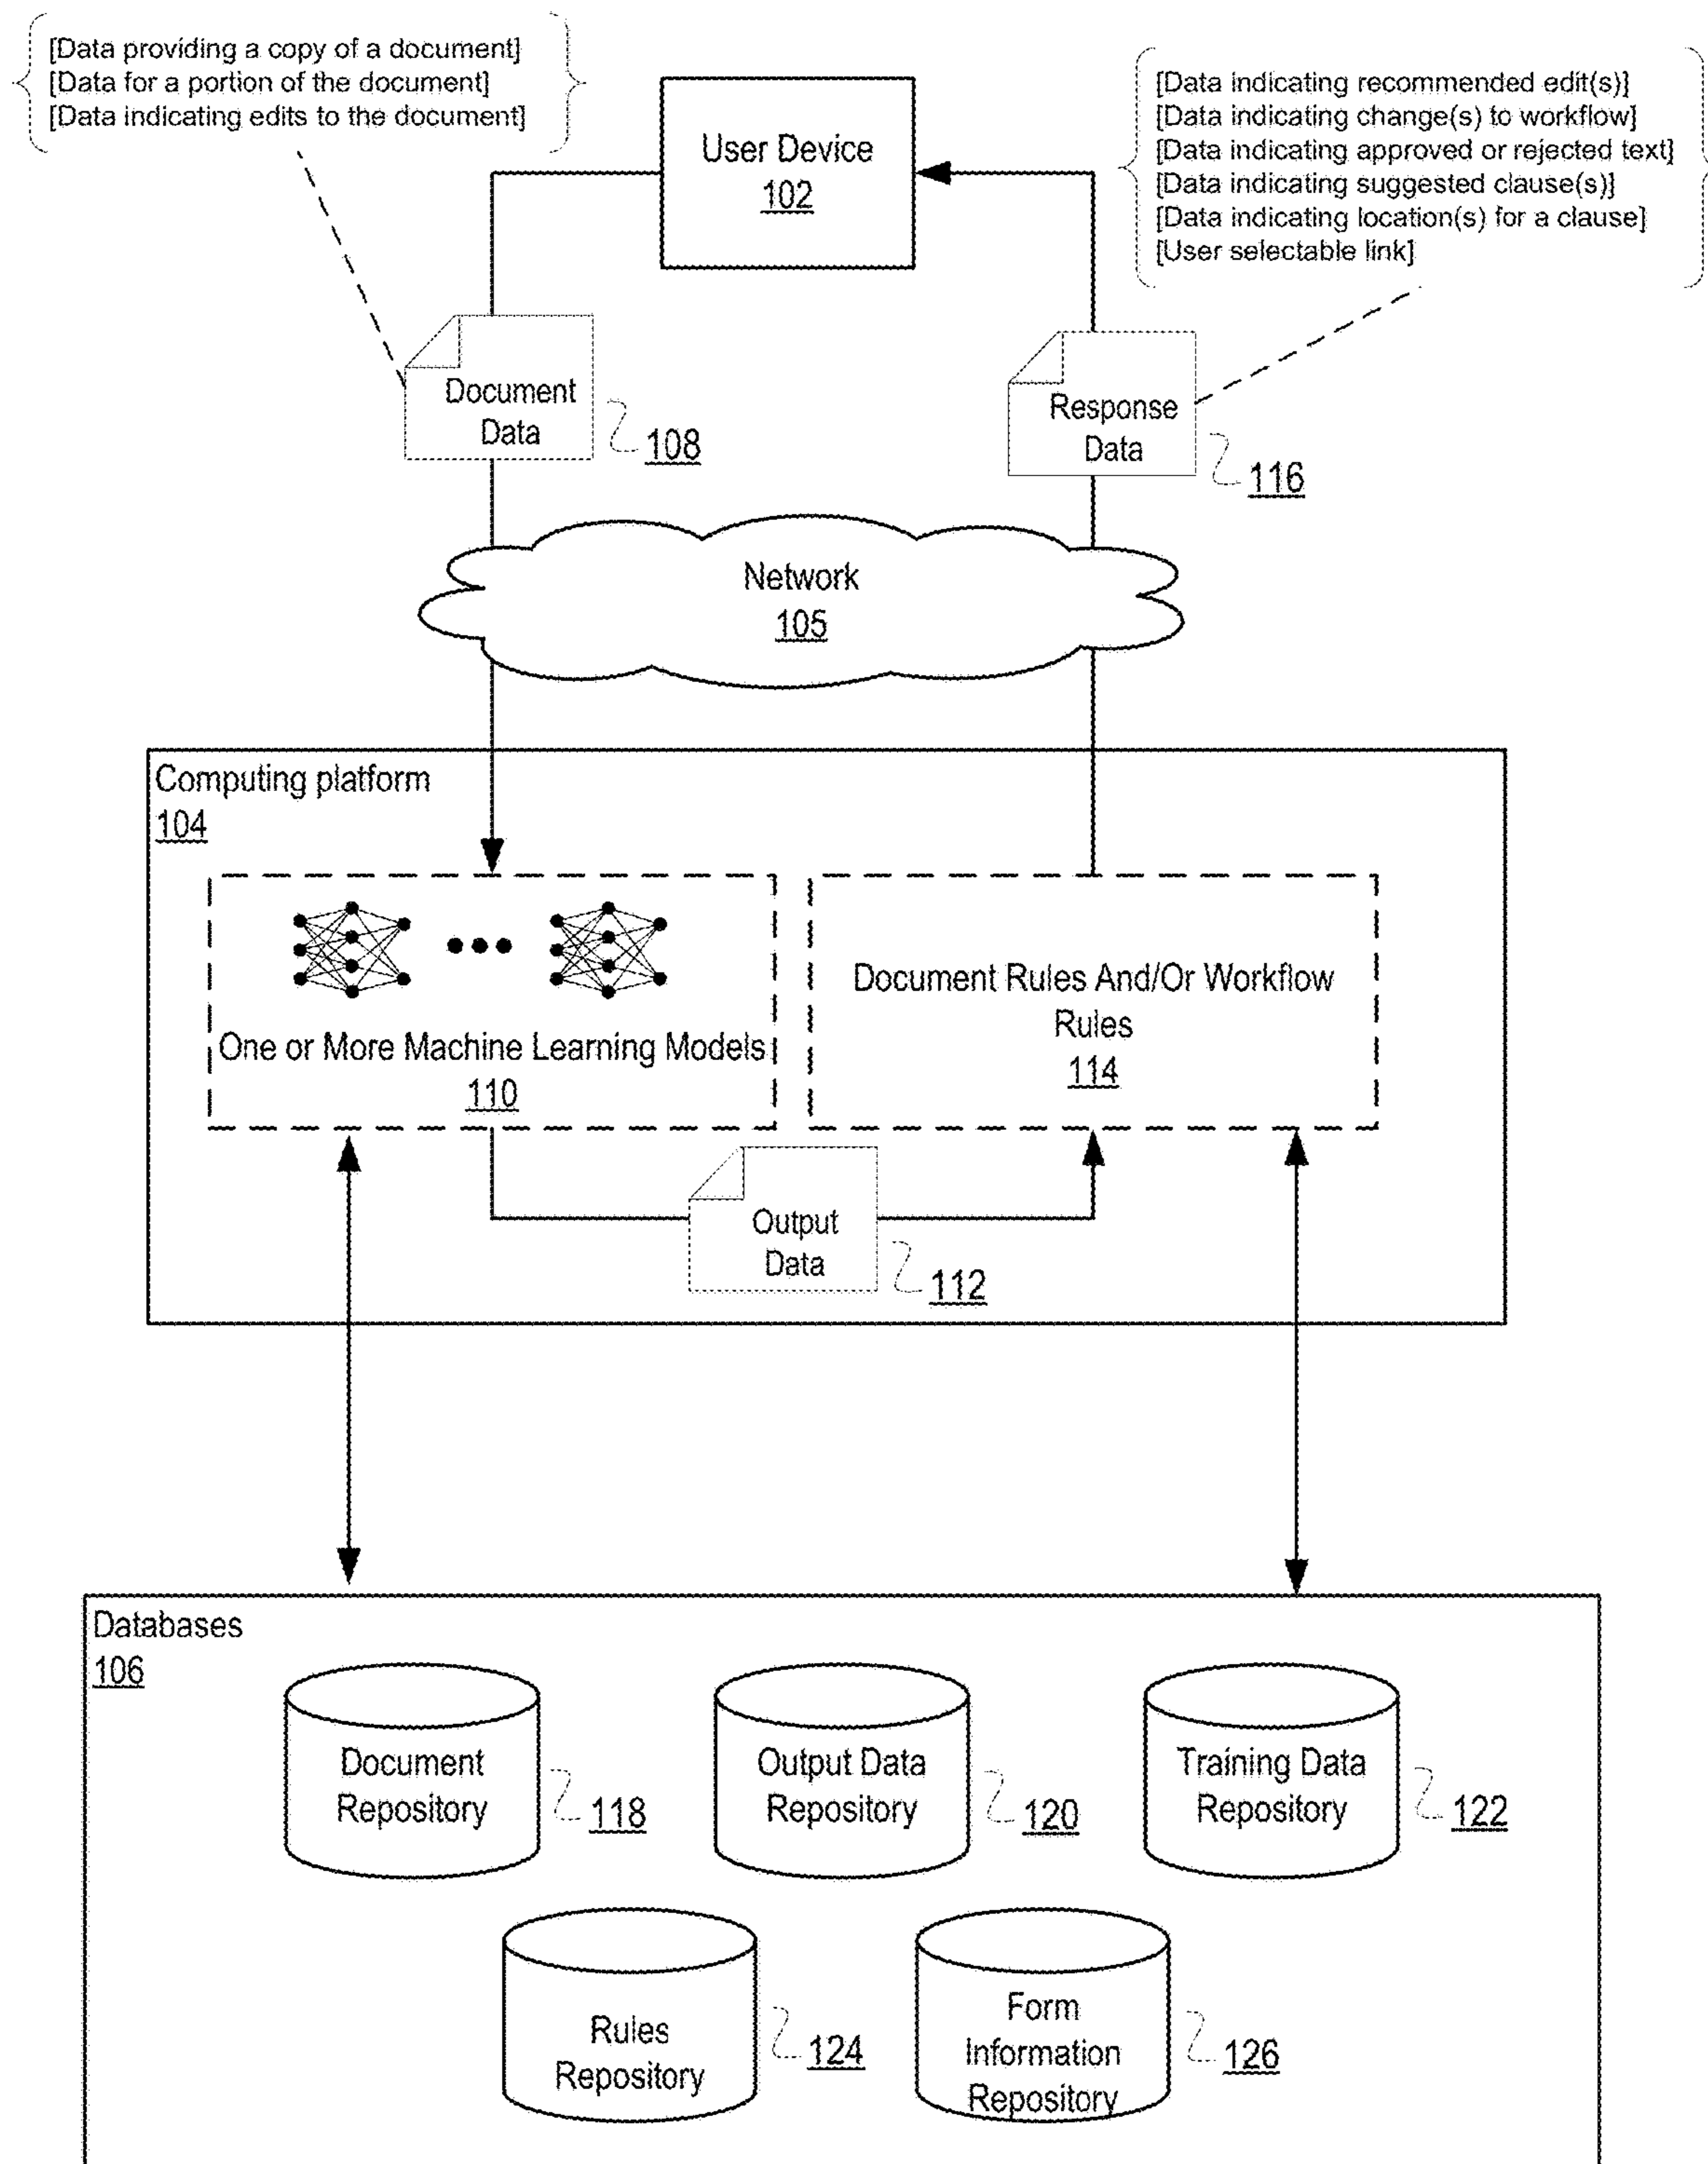 [Data providing a copy of a document]
[Data for a portion of the document]
[Data indicating edits to the document]
[Data indicating recommended edit(s)]
[Data indicating change(s) to workflow]
[Data indicating approved or rejected text]
[Data indicating suggested clause(s)]
[Data indicating location(s) for a clause]
[User selectable link]
User Device
102
Document
Data
108
Response
Data
116
Network
105
Computing platform
104
One or More Machine Learning Models
110
Document Rules And/Or Workflow
Rules
114
Output
Data
112
Databases
106
Document
Repository
118
Output Data
Repository
120
Training Data
Repository
122
Rules
Repository
124
Form
Information
Repository
126